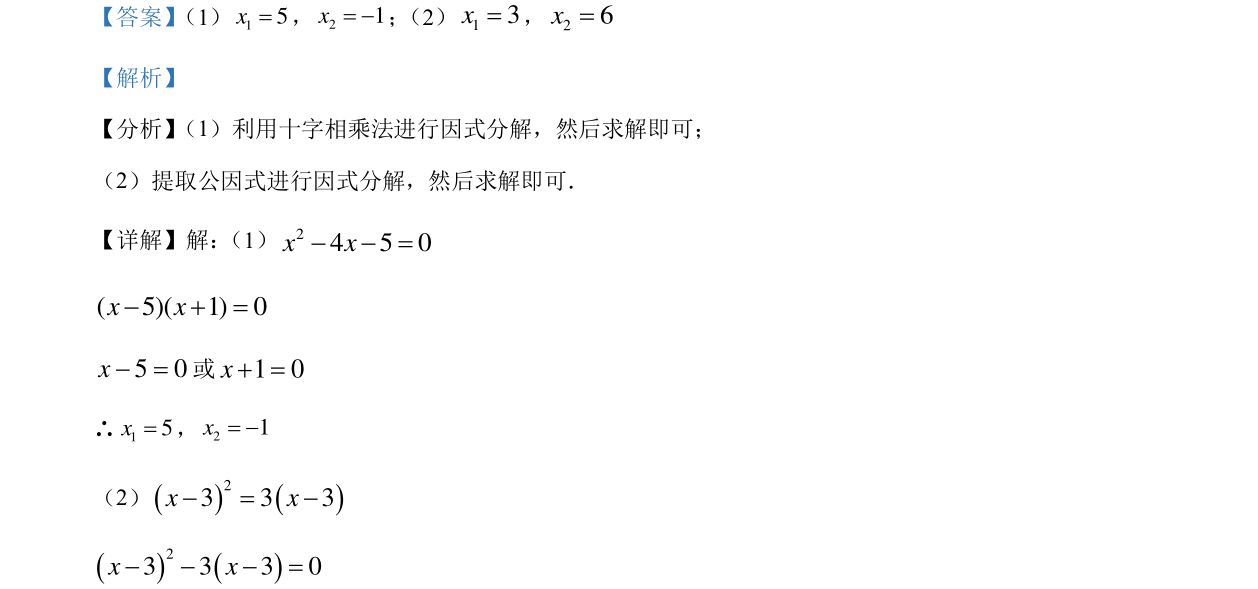 【答案】（1）x₁=5，x₂=−1；（2）x₁=3，x₂=6
【解析】
【分析】（1）利用十字相乘法进行因式分解，然后求解即可；
（2）提取公因式进行因式分解，然后求解即可．
【详解】解：（1）x²−4x−5=0
(x−5)(x+1)=0
x−5=0或x+1=0
∴x₁=5，x₂=−1
（2）(x−3)²=3(x−3)
(x−3)²−3(x−3)=0